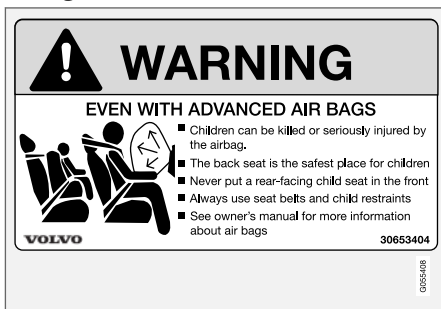 WARNING
EVEN WITH ADVANCED AIR BAGS
■ Children can be killed or seriously injured by
the airbag.
■ The back seat is the safest place for children
■ Never put a rear-facing child seat in the front
■ Always use seat belts and child restraints
■ See owner's manual for more information
about air bags
VOLVO
30653404
G055408